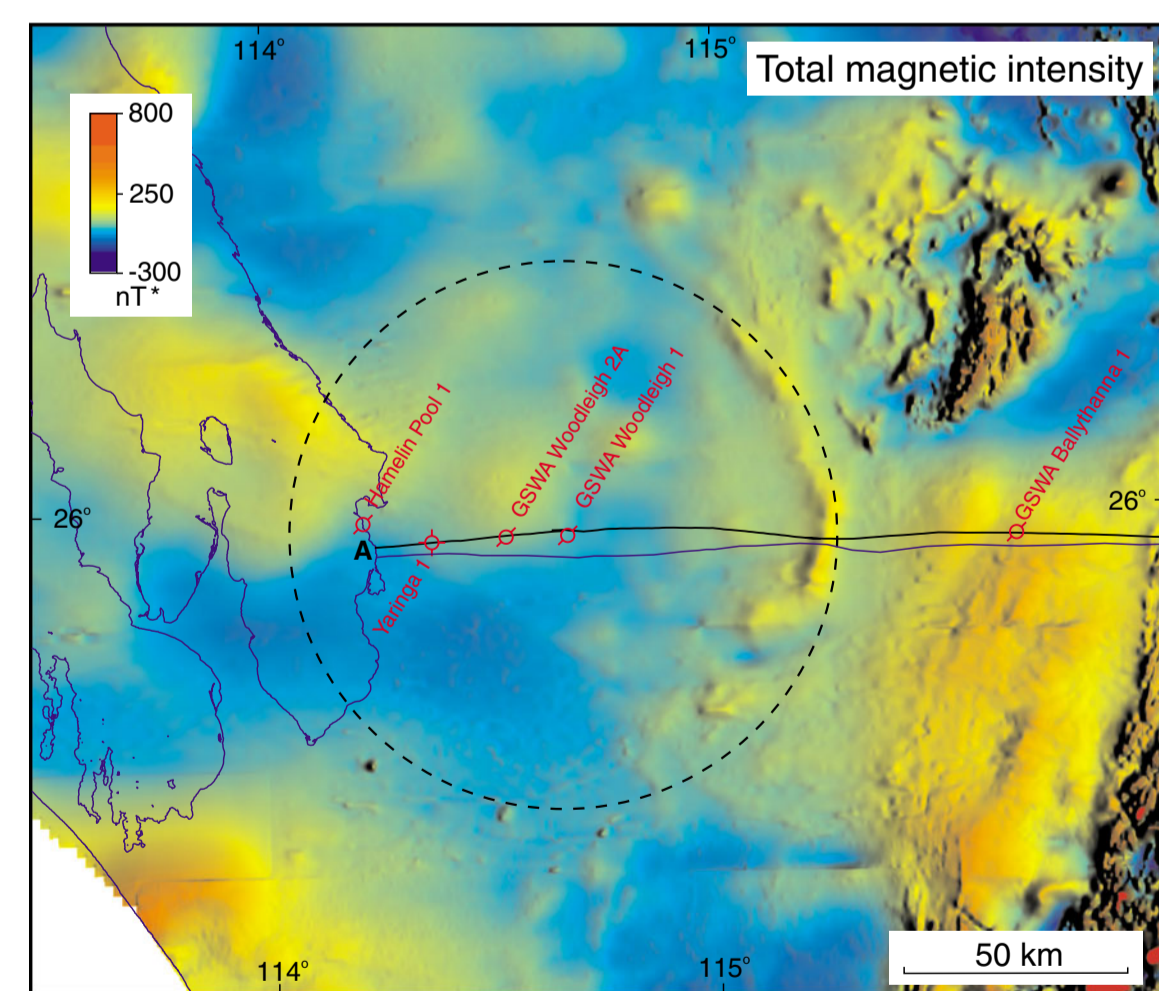 114°
115°
Total magnetic intensity
800
250
-300
nT*
Hamelin Pool 1
GSWA Woodleigh 2A
GSWA Woodleigh 1
GSWA Ballythanna 1
26°
26°
A
Yaringa 1
50 km
114°
115°